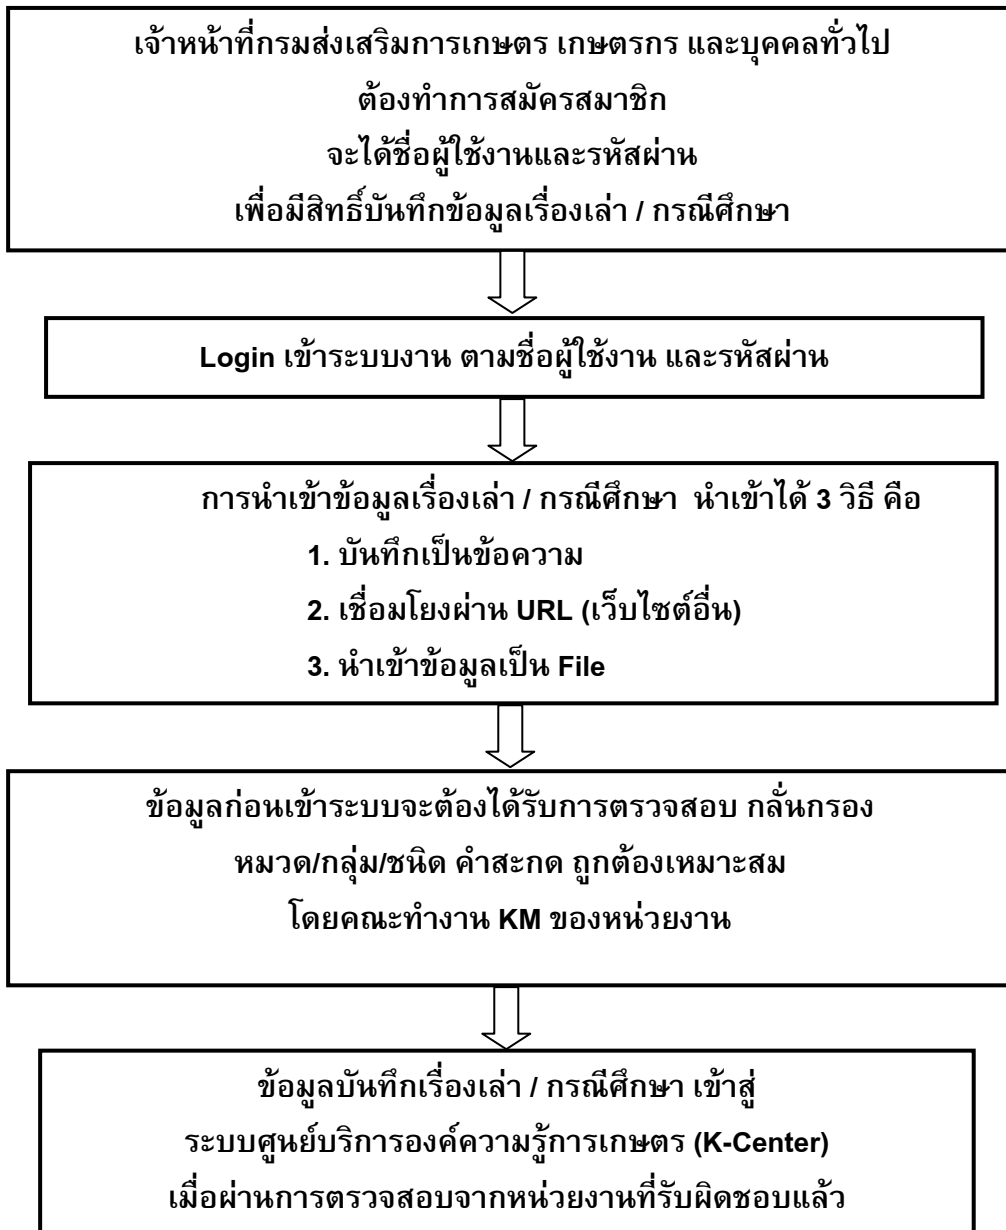 เจ้าหน้าที่กรมส่งเสริมการเกษตร เกษตรกร และบุคคลทั่วไป
ต้องทำการสมัครสมาชิก
จะได้ชื่อผู้ใช้งานและรหัสผ่าน
เพื่อมีสิทธิ์บันทึกข้อมูลเรื่องเล่า / กรณีศึกษา
Login เข้าระบบงาน ตามชื่อผู้ใช้งาน และรหัสผ่าน
การนำเข้าข้อมูลเรื่องเล่า / กรณีศึกษา นำเข้าได้ 3 วิธี คือ
1. บันทึกเป็นข้อความ
2. เชื่อมโยงผ่าน URL (เว็บไซต์อื่น)
3. นำเข้าข้อมูลเป็น File
ข้อมูลก่อนเข้าระบบจะต้องได้รับการตรวจสอบ กลั่นกรอง
หมวด/กลุ่ม/ชนิด คำสะกด ถูกต้องเหมาะสม
โดยคณะทำงาน KM ของหน่วยงาน
ข้อมูลบันทึกเรื่องเล่า / กรณีศึกษา เข้าสู่
ระบบศูนย์บริการองค์ความรู้การเกษตร (K-Center)
เมื่อผ่านการตรวจสอบจากหน่วยงานที่รับผิดชอบแล้ว